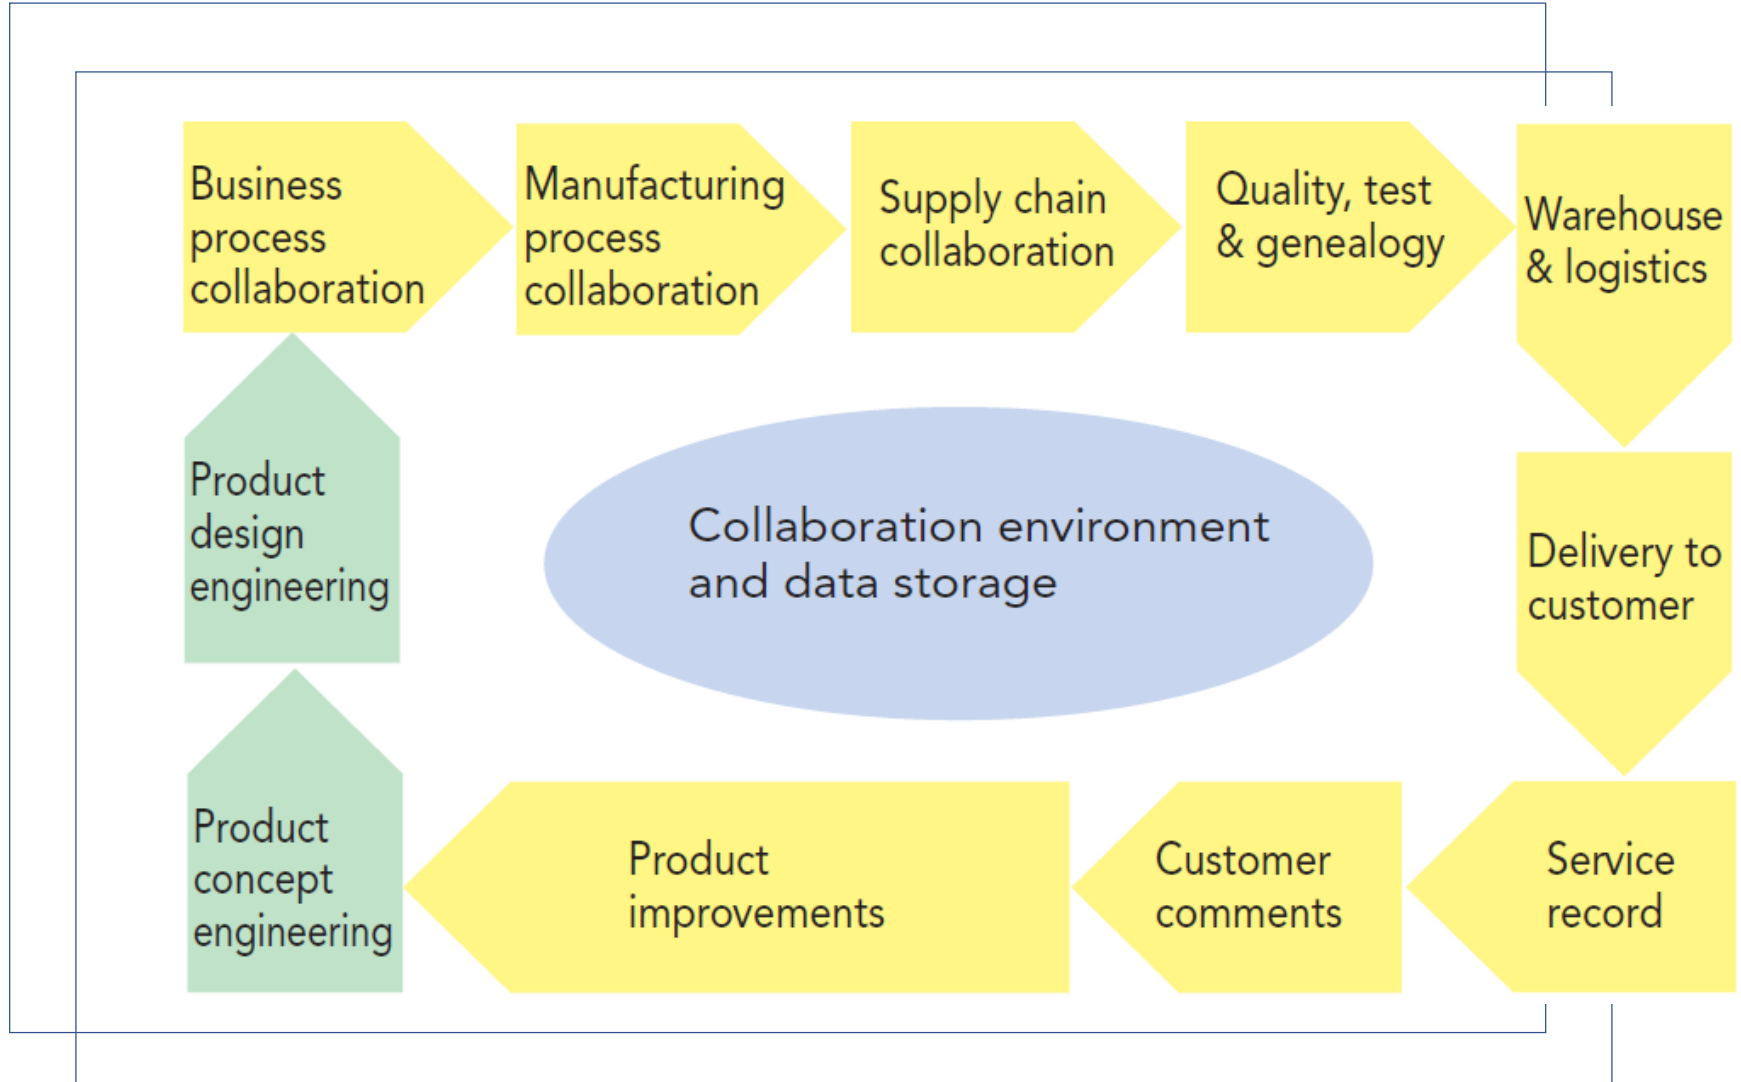 Business
process
collaboration
Manufacturing
process
collaboration
Supply chain
collaboration
Quality, test
& genealogy
Warehouse
& logistics
Product
design
engineering
Collaboration environment
and data storage
Delivery to
customer
Product
concept
engineering
Product
improvements
Customer
comments
Service
record